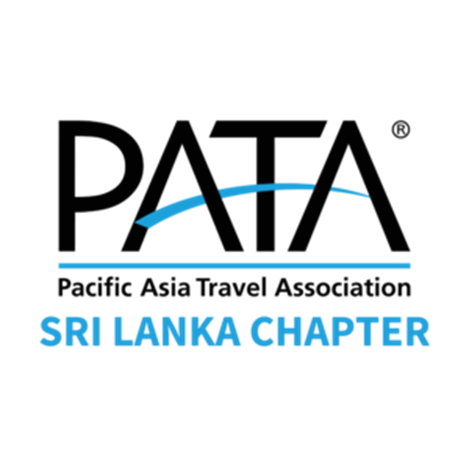 PATA®
Pacific Asia Travel Association
SRI LANKA CHAPTER